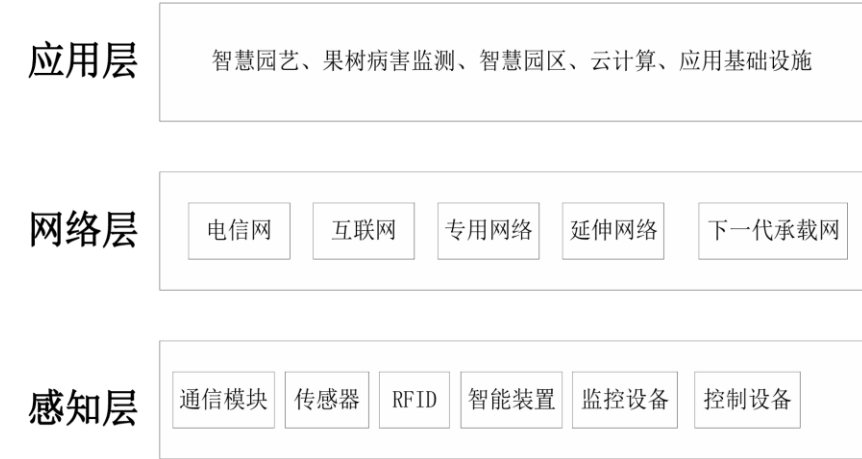 应用层
智慧园艺、果树病害监测、智慧园区、云计算、应用基础设施
网络层
电信网 互联网 专用网络 延伸网络 下一代承载网
感知层
通信模块 传感器 RFID 智能装置 监控设备 控制设备